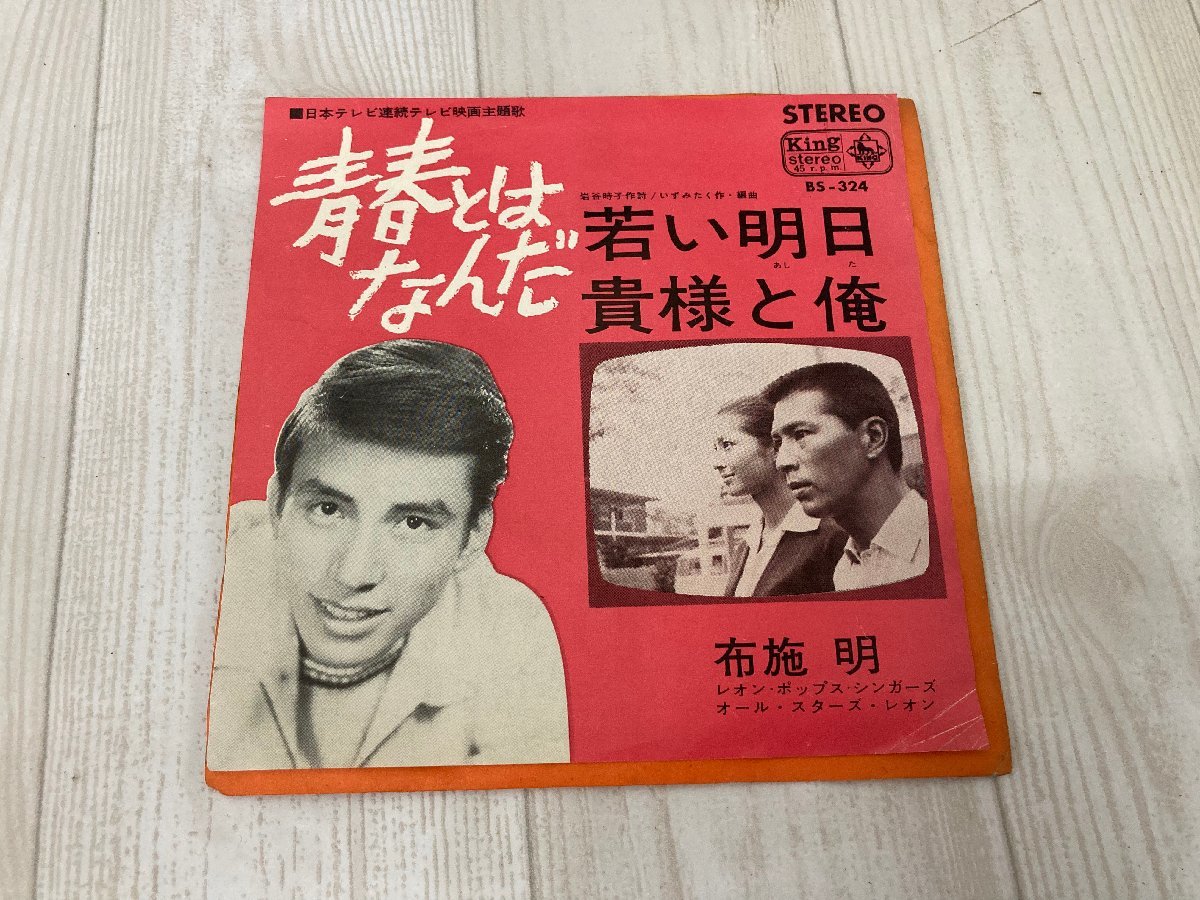 ■日本テレビ連続テレビ映画主題歌
青春とは
なんだ
STEREO
King
stereo
45 r.p.m.
KING
BS-324
岩谷時子作詩/いずみたく作・編曲
若い明日
あした
貴様と俺
布施 明
レオン・ポップス・シンガーズ
オール・スターズ・レオン